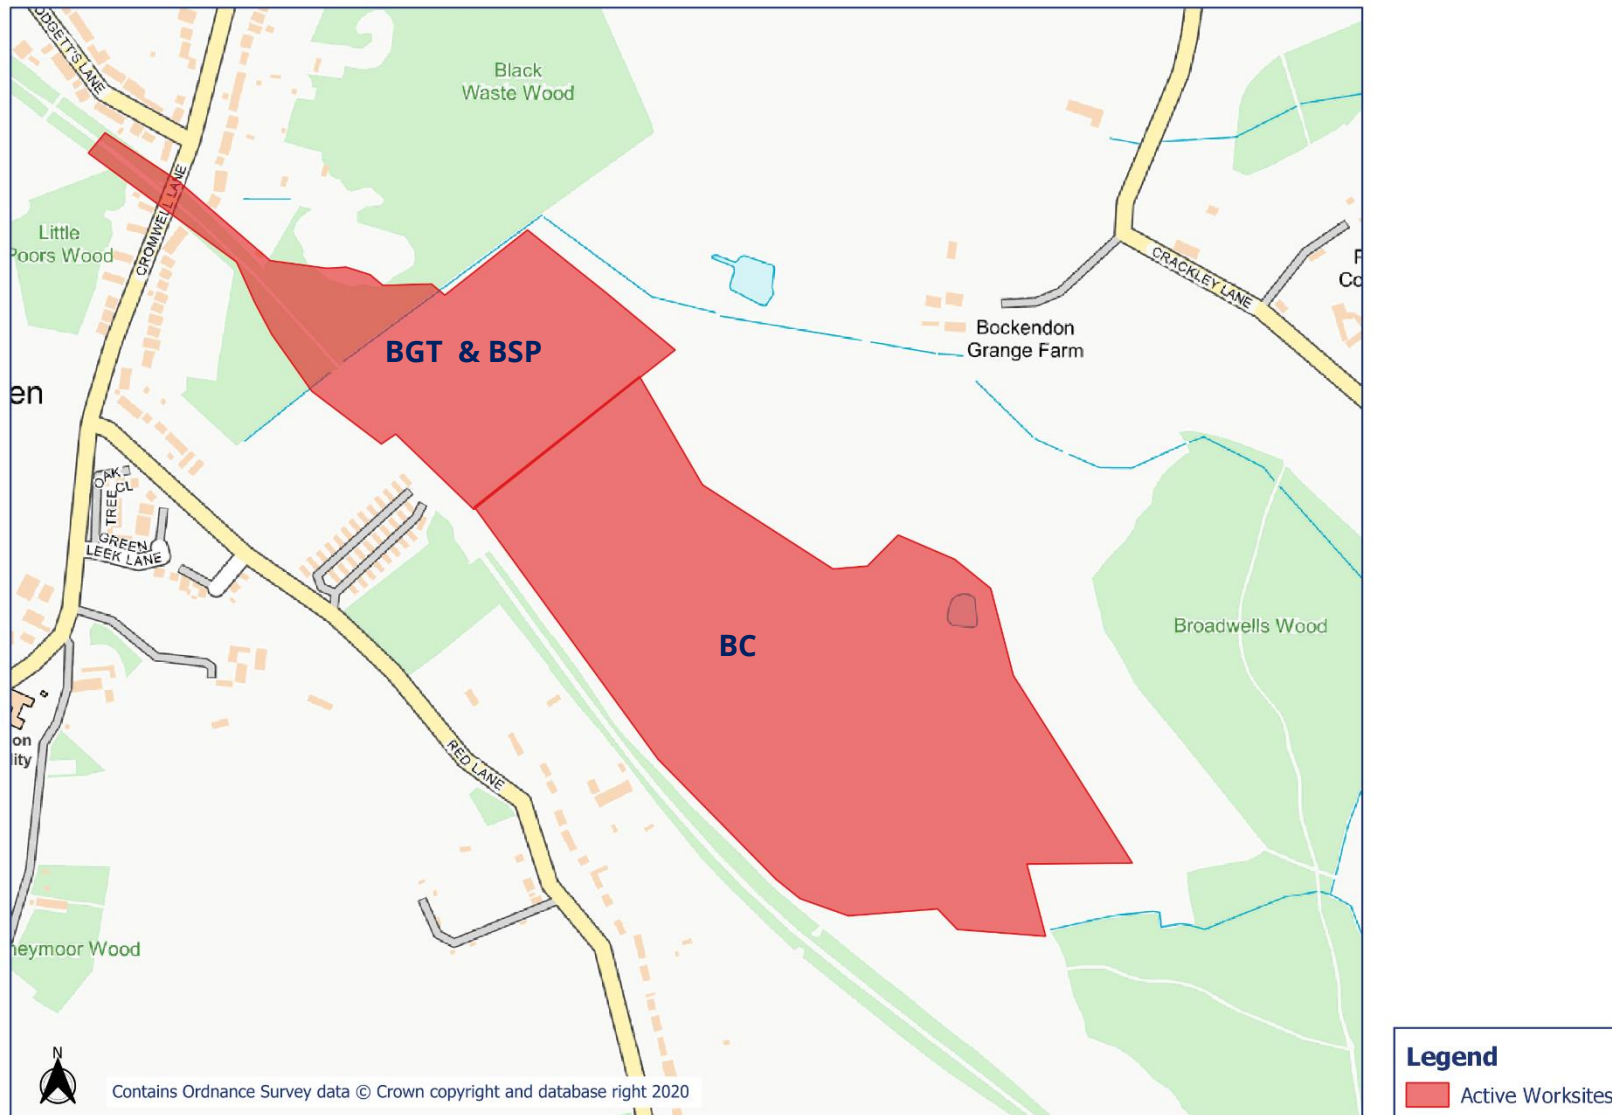 ODGETT'S LANE
Black
Waste Wood
CROMWELL LANE
Little
Poors Wood
CRACKLEY LANE
Bockendon
Grange Farm
BGT & BSP
en
OAK
TREE
CL
GREEN
LEEK LANE
Broadwells Wood
BC
RED LANE
on
lity
neymoor Wood
N
Contains Ordnance Survey data © Crown copyright and database right 2020
Legend
Active Worksites